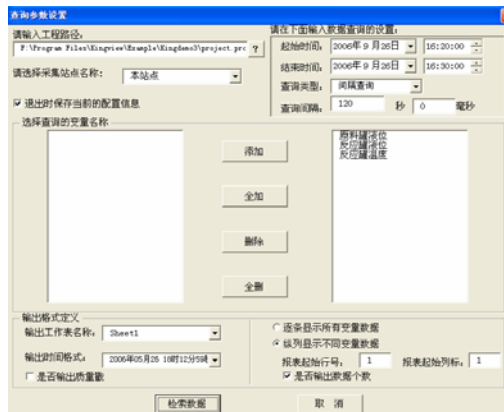 查询参数设置
请输入工程路径：
F:\Program Files\Kingview\Example\Kingdemo3\project.prc ?
请选择采集站点名称： 本站点
退出时保存当前的配置信息
请在下面输入数据查询的设置：
起始时间： 2006年 9 月26日 16:20:00
结束时间： 2006年 9 月26日 16:30:00
查询类型： 间隔查询
查询间隔： 120 秒 0 毫秒
选择查询的变量名称
添加
全加
删除
全删
原料罐液位
反应罐液位
反应罐温度
输出格式定义
输出工作表名称： Sheet1
输出时间格式： 2006年05月26 16时12分5
是否输出质量戳
逐条显示所有变量数据
纵列显示不同变量数据
报表起始行号： 1 报表起始列标： 1
是否输出数据个数
检索数据 取 消